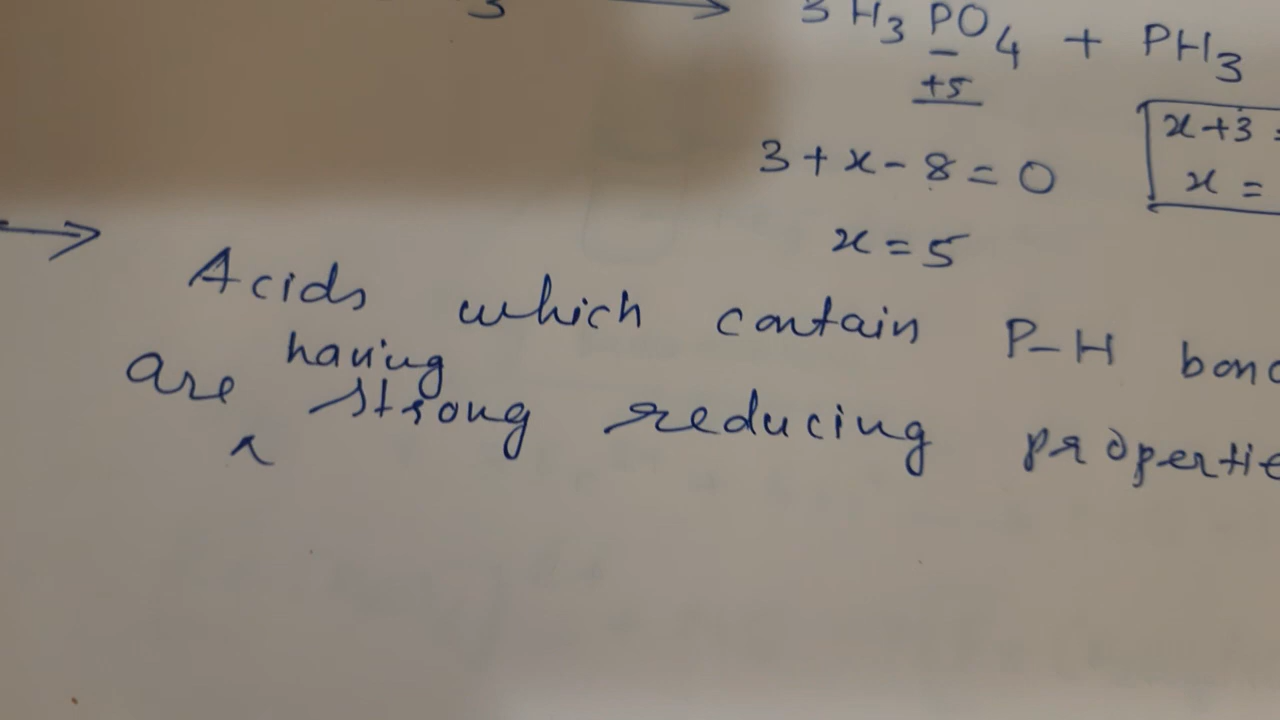 3 → 3 H3 PO4 + PH3
+5
3 + x - 8 = 0
x + 3 =
x =
x = 5
→ Acids which contain P-H bond
are having strong reducing propertie